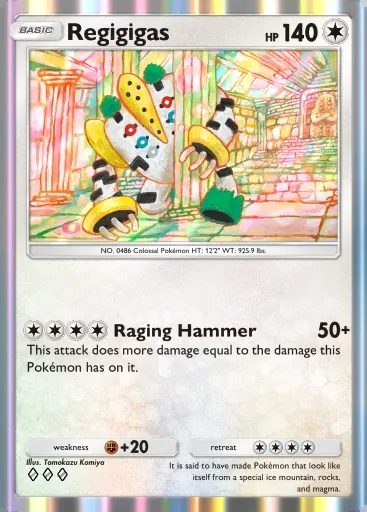 BASIC Regigigas HP 140
NO. 0486 Colossal Pokémon HT: 12'2" WT: 925.9 lbs.
Raging Hammer 50+
This attack does more damage equal to the damage this
Pokémon has on it.
weakness +20 retreat
Illus. Tomokazu Komiya
It is said to have made Pokémon that look like
itself from a special ice mountain, rocks,
and magma.